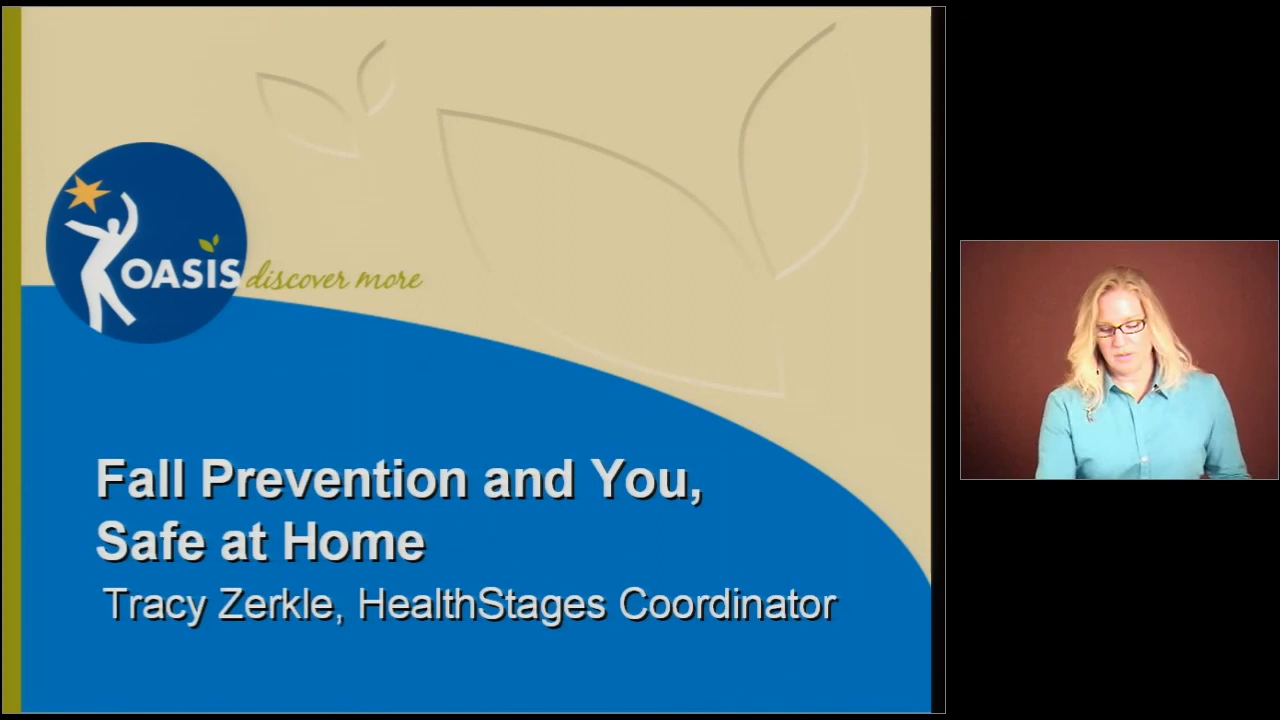 OASIS discover more
Fall Prevention and You,
Safe at Home
Tracy Zerkle, HealthStages Coordinator